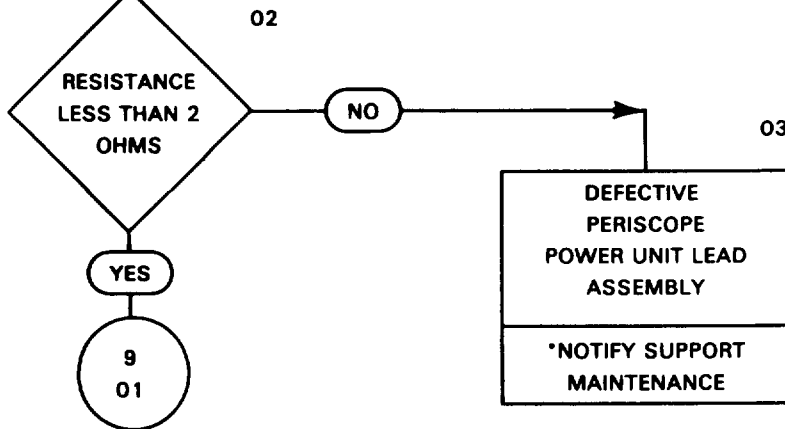 02
RESISTANCE
LESS THAN 2
OHMS
NO
03
DEFECTIVE
PERISCOPE
POWER UNIT LEAD
ASSEMBLY
*NOTIFY SUPPORT
MAINTENANCE
YES
9
01